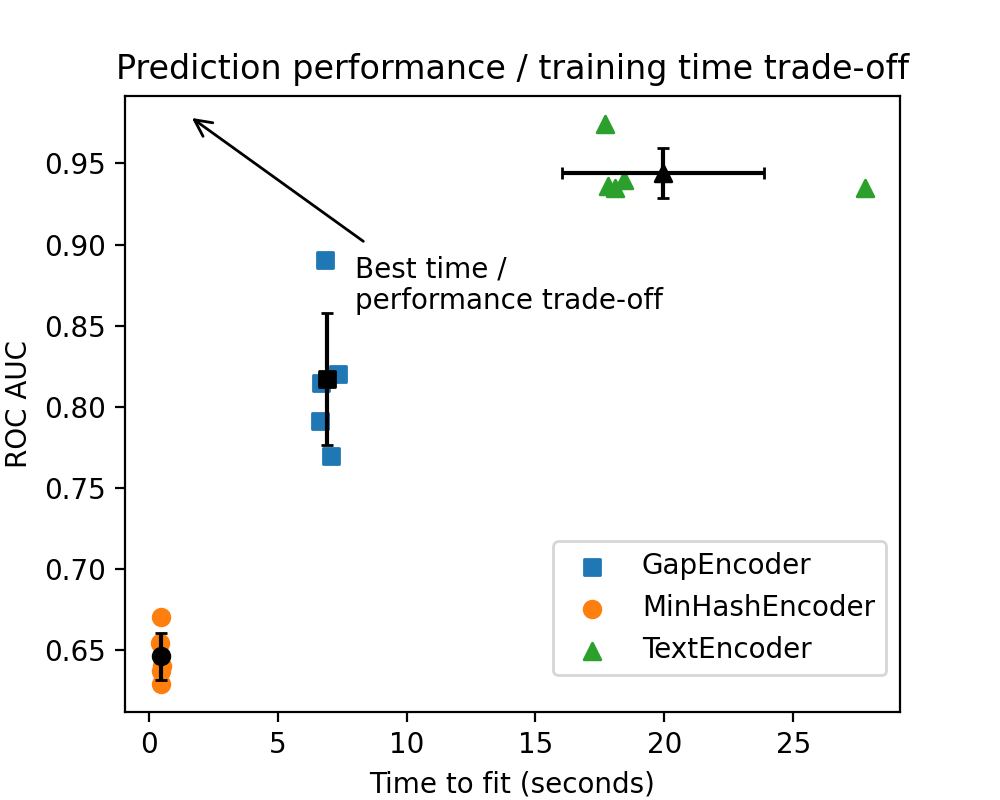 Prediction performance / training time trade-off
ROC AUC
0.95
0.90
0.85
0.80
0.75
0.70
0.65
Best time /
performance trade-off
GapEncoder
MinHashEncoder
TextEncoder
0 5 10 15 20 25
Time to fit (seconds)